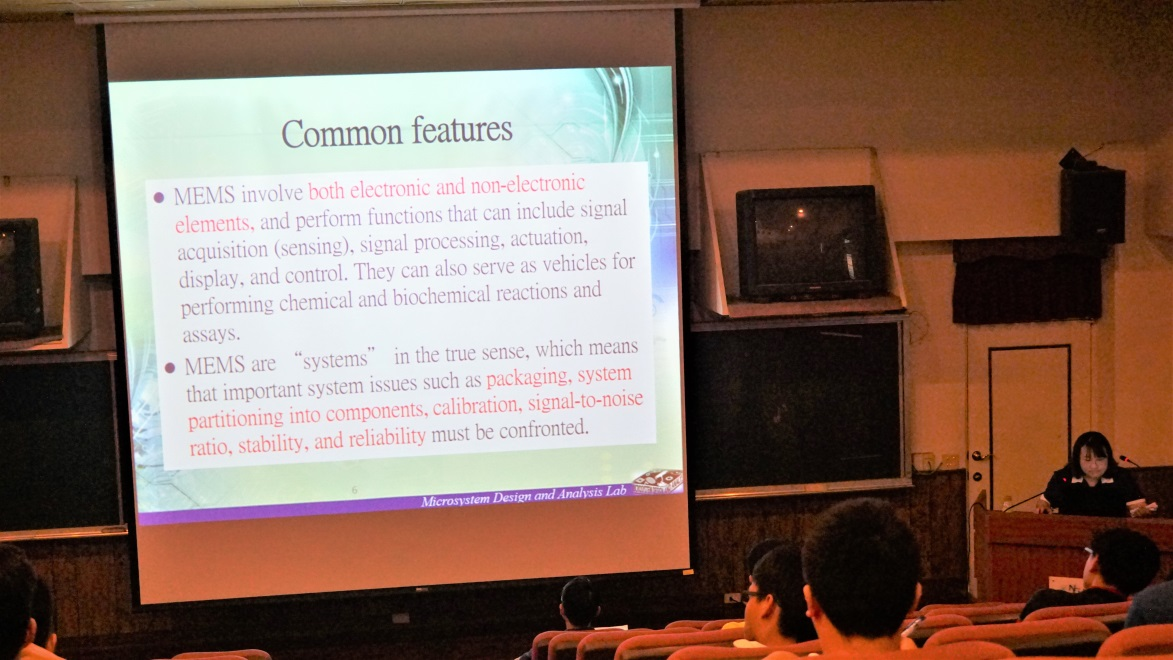 Common features
• MEMS involve both electronic and non-electronic
elements, and perform functions that can include signal
acquisition (sensing), signal processing, actuation,
display, and control. They can also serve as vehicles for
performing chemical and biochemical reactions and
assays.
• MEMS are “systems” in the true sense, which means
that important system issues such as packaging, system
partitioning into components, calibration, signal-to-noise
ratio, stability, and reliability must be confronted.
6
Microsystem Design and Analysis Lab